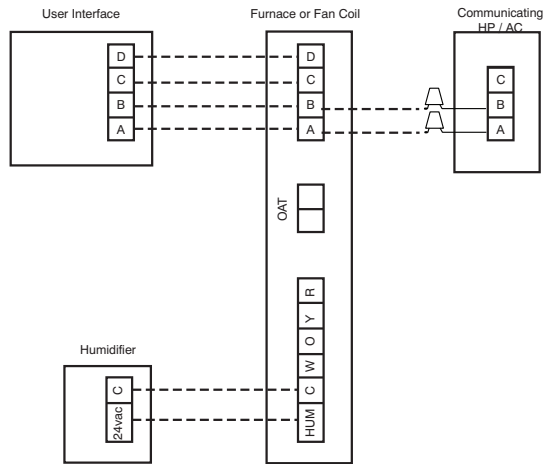 User Interface
Furnace or Fan Coil
Communicating
HP / AC
D
C
B
A
D
C
B
A
C
B
A
OAT
R
Y
O
W
C
HUM
Humidifier
C
24vac